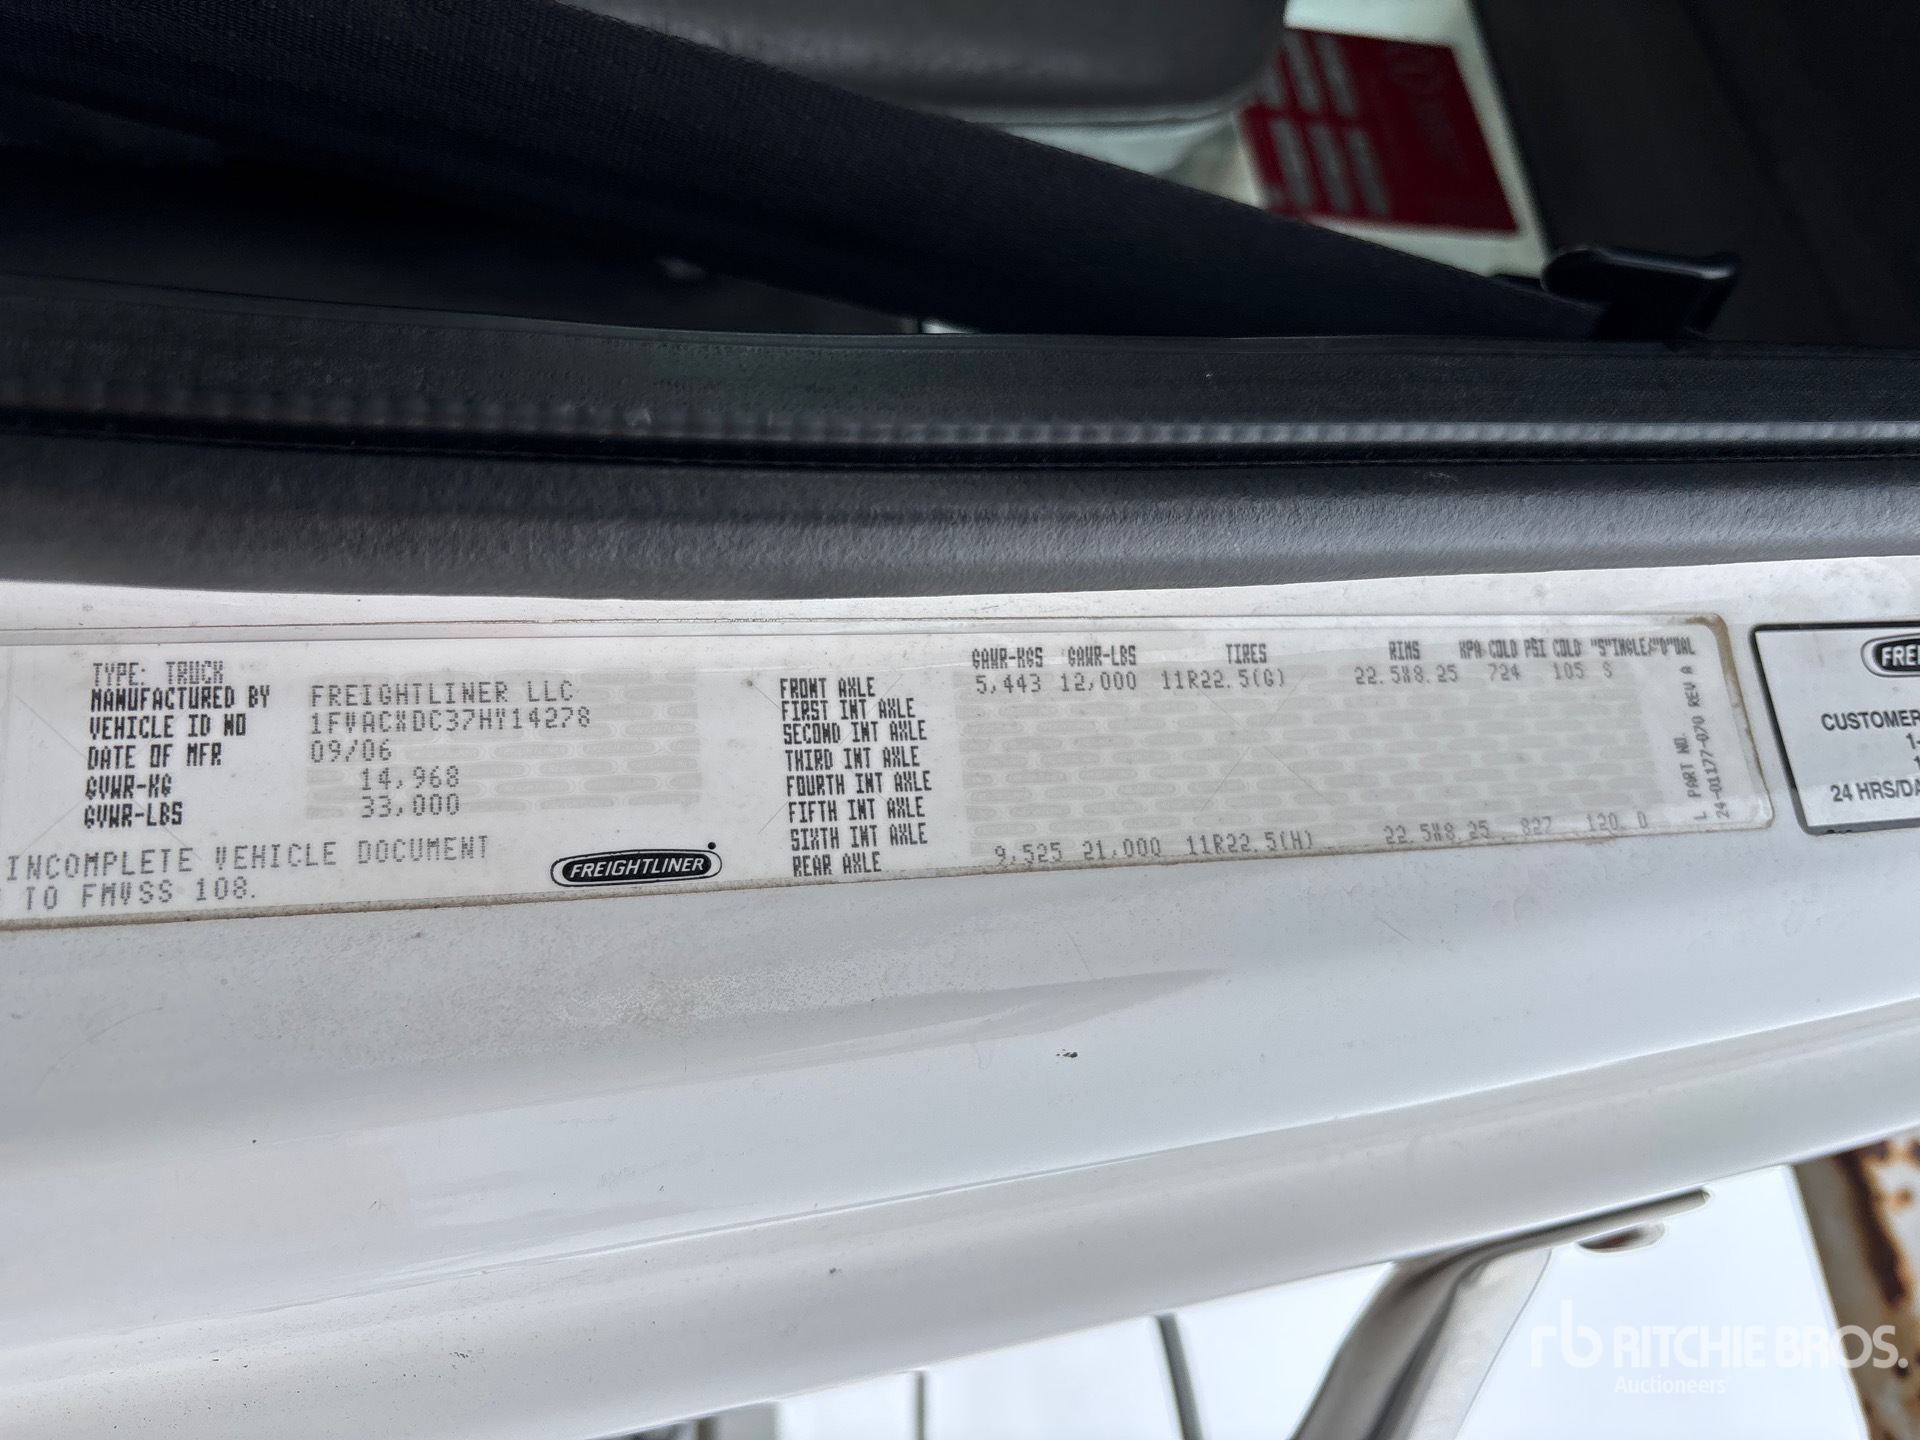 TYPE: TRUCK
MANUFACTURED BY FREIGHTLINER LLC
VEHICLE ID NO 1FVACXDC37HY14278
DATE OF MFR 09/06
GVWR-KG 14,968
GVWR-LBS 33,000
INCOMPLETE VEHICLE DOCUMENT
TO FMVSS 108.
FREIGHTLINER
GAWR-KGS GAWR-LBS TIRES RIMS KPA COLD PSI COLD "S"INGLE/"D"UAL
FRONT AXLE 5,443 12,000 11R22.5(G) 22.5X8.25 724 105 S
FIRST INT AXLE
SECOND INT AXLE
THIRD INT AXLE
FOURTH INT AXLE
FIFTH INT AXLE
SIXTH INT AXLE
REAR AXLE 9,525 21,000 11R22.5(H) 22.5X8.25 827 120 D
L PART NO.
24-01177-070 REV A
FREI
CUSTOMER
1-
1
24 HRS/DA
rb RITCHIE BROS.
Auctioneers